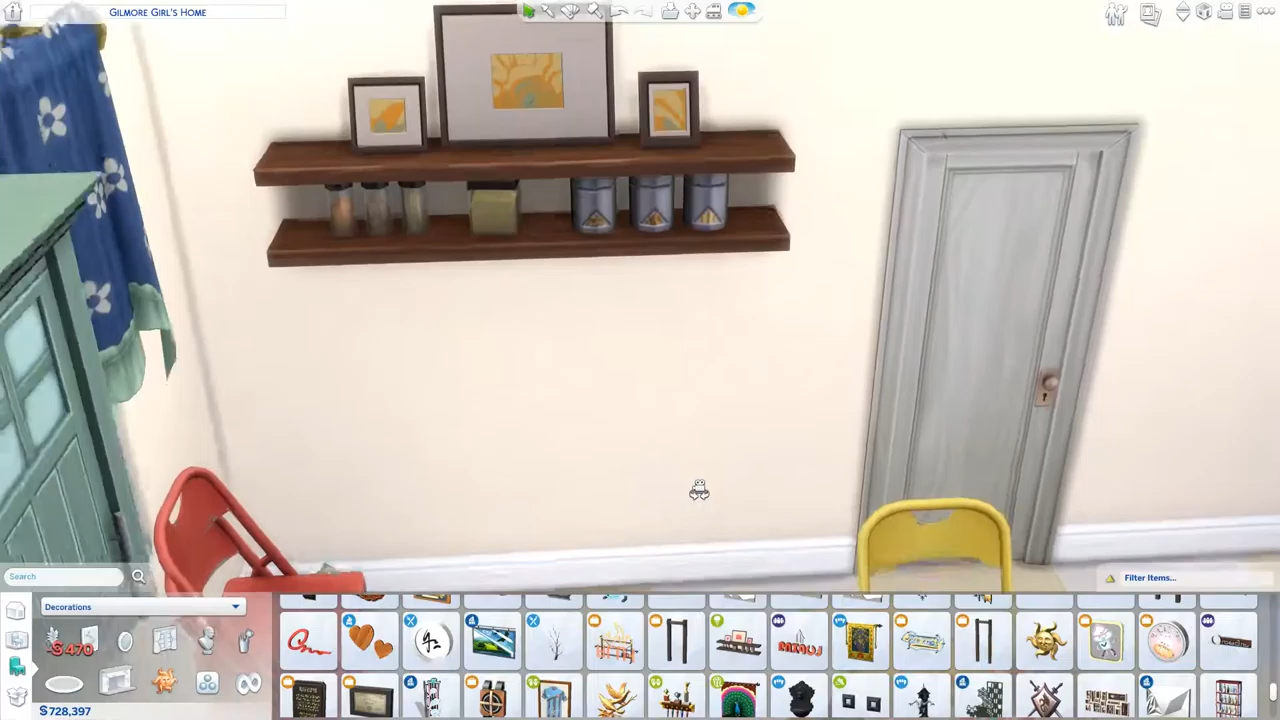 GILMORE GIRL'S HOME
Search
Filter Items...
Decorations
$470
$728,397